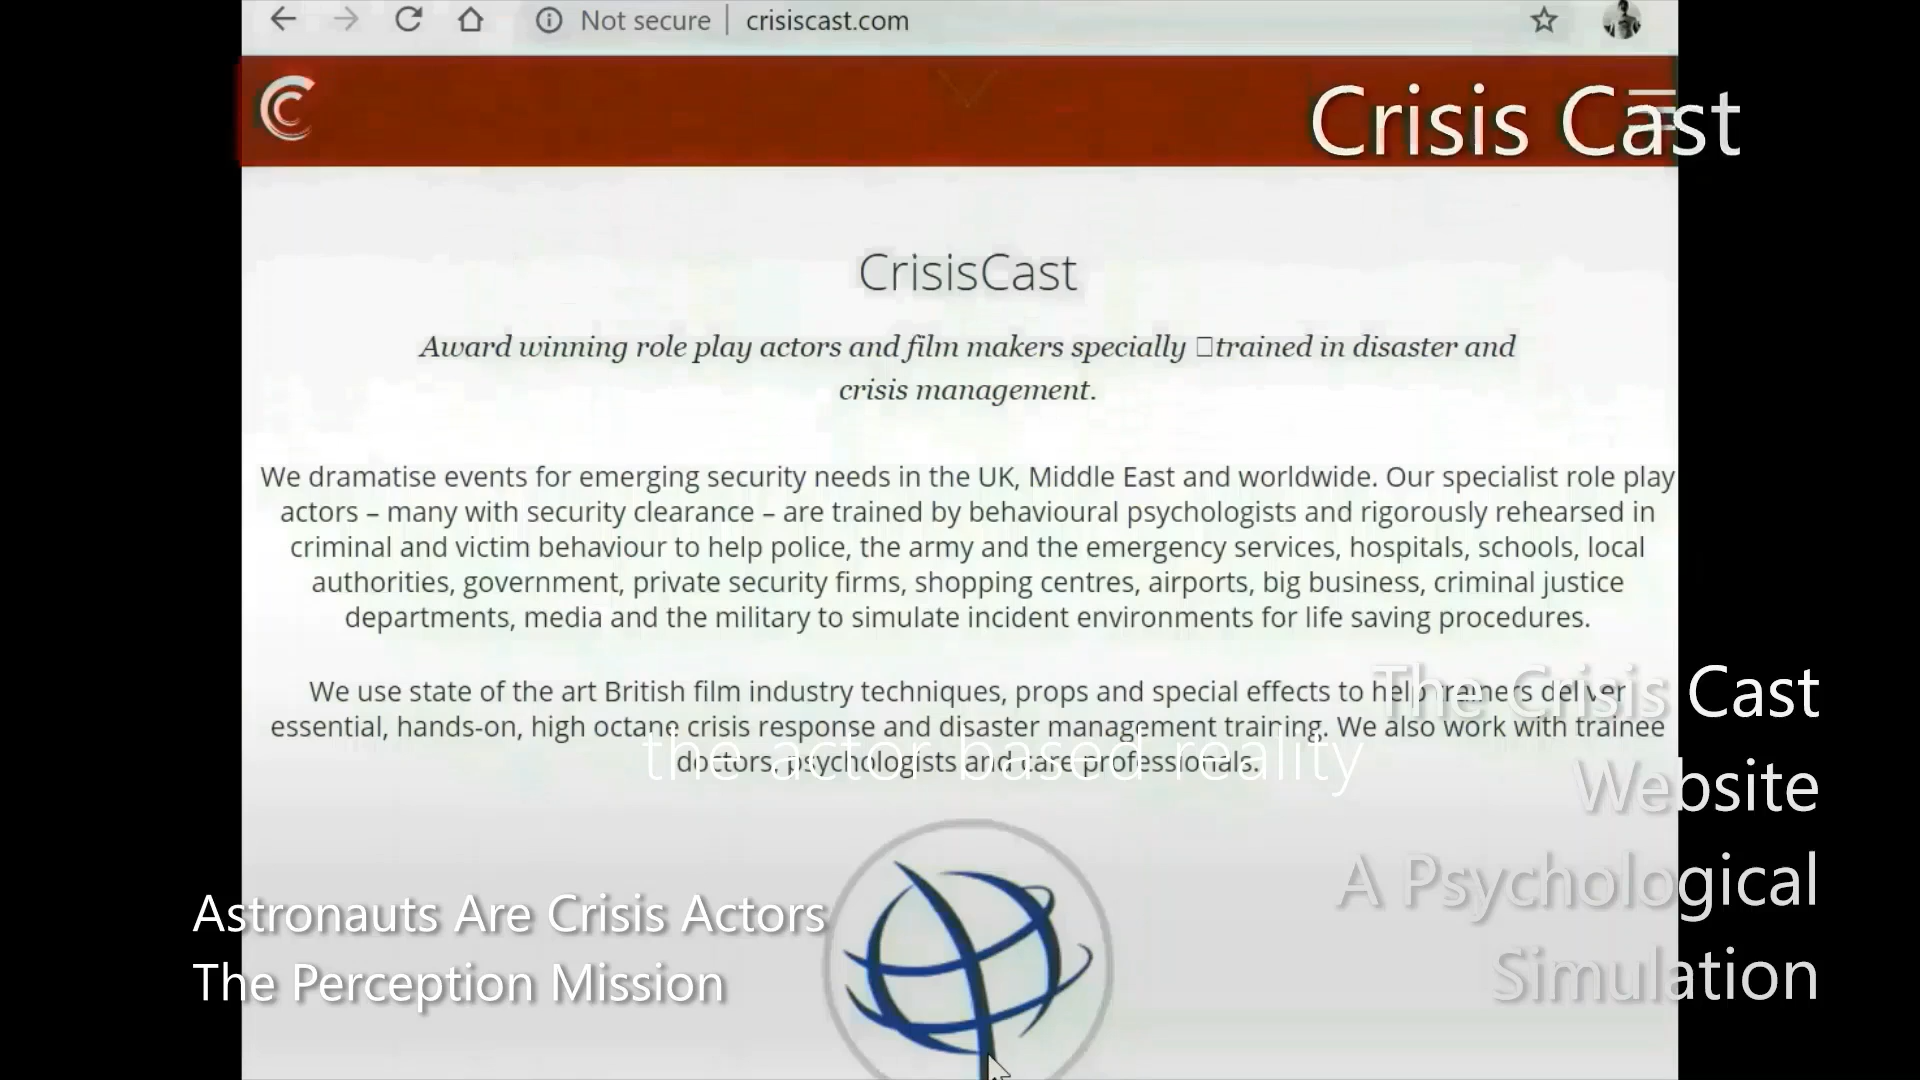 Not secure | crisiscast.com
Crisis Cast
CrisisCast
Award winning role play actors and film makers specially □trained in disaster and
crisis management.
We dramatise events for emerging security needs in the UK, Middle East and worldwide. Our specialist role play
actors – many with security clearance – are trained by behavioural psychologists and rigorously rehearsed in
criminal and victim behaviour to help police, the army and the emergency services, hospitals, schools, local
authorities, government, private security firms, shopping centres, airports, big business, criminal justice
departments, media and the military to simulate incident environments for life saving procedures.
We use state of the art British film industry techniques, props and special effects to help trainers deliver
essential, hands-on, high octane crisis response and disaster management training. We also work with trainee
doctors, psychologists and care professionals.
the actor based reality
The Crisis Cast
Website
A Psychological
Simulation
Astronauts Are Crisis Actors
The Perception Mission